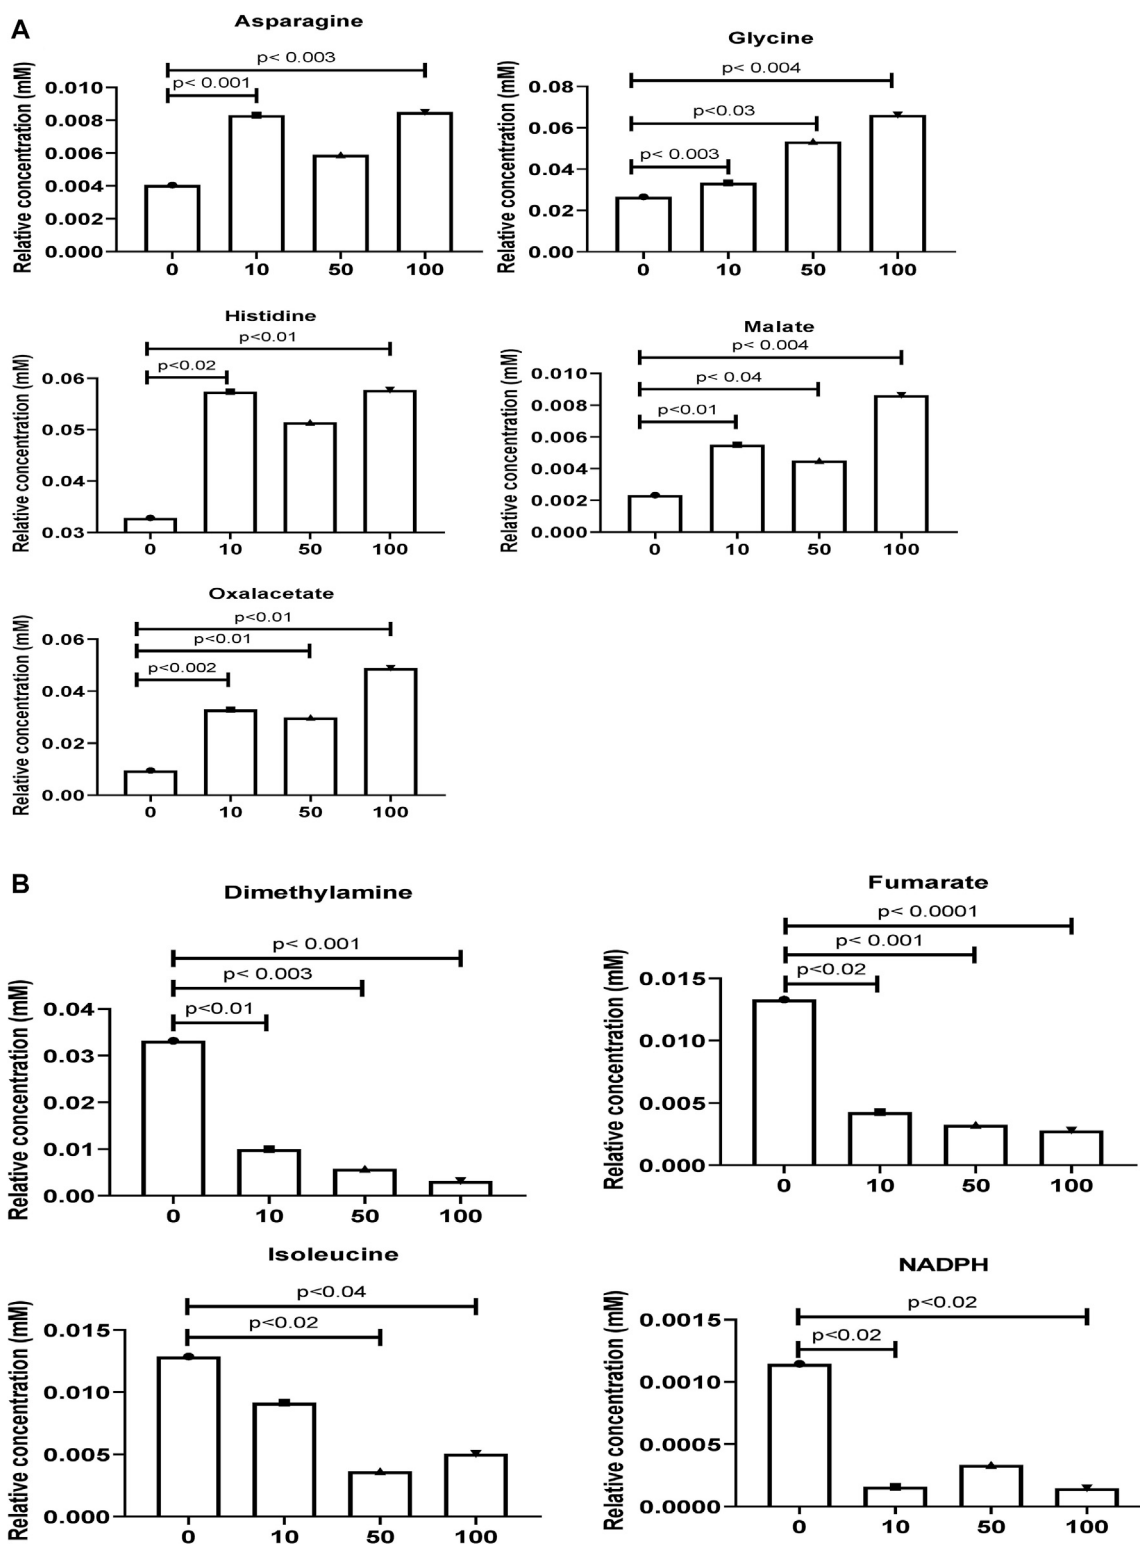 A
Asparagine
p< 0.003
p< 0.001
Relative concentration (mM)
0.010
0.008
0.006
0.004
0.002
0.000
0 10 50 100
Glycine
p< 0.004
p<0.03
p< 0.003
Relative concentration (mM)
0.08
0.06
0.04
0.02
0.00
0 10 50 100
Histidine
p<0.01
p<0.02
Relative concentration (mM)
0.06
0.05
0.04
0.03
0 10 50 100
Malate
p< 0.004
p< 0.04
p<0.01
Relative concentration (mM)
0.010
0.008
0.006
0.004
0.002
0.000
0 10 50 100
Oxalacetate
p<0.01
p<0.01
p<0.002
Relative concentration (mM)
0.06
0.04
0.02
0.00
0 10 50 100
B
Dimethylamine
p< 0.001
p< 0.003
p<0.01
Relative concentration (mM)
0.04
0.03
0.02
0.01
0.00
0 10 50 100
Fumarate
p< 0.0001
p< 0.001
p<0.02
Relative concentration (mM)
0.015
0.010
0.005
0.000
0 10 50 100
Isoleucine
p<0.04
p<0.02
Relative concentration (mM)
0.015
0.010
0.005
0.000
0 10 50 100
NADPH
p<0.02
p<0.02
Relative concentration (mM)
0.0015
0.0010
0.0005
0.0000
0 10 50 100